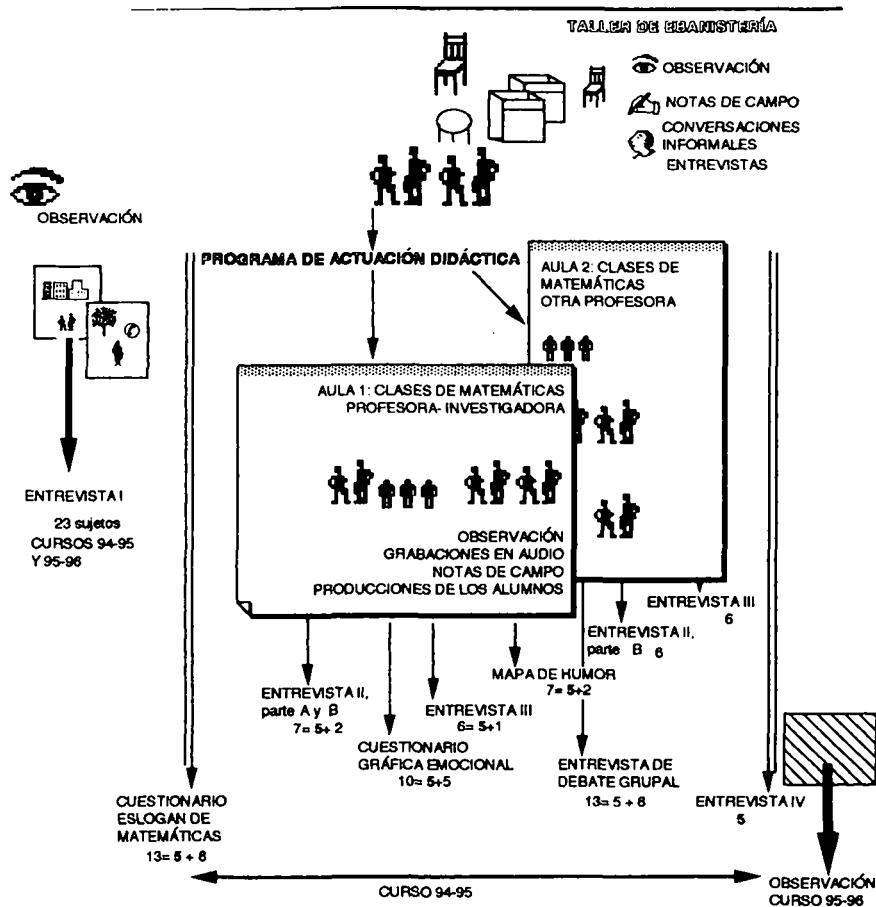 TALLER DE EBANISTERÍA
OBSERVACIÓN
NOTAS DE CAMPO
CONVERSACIONES
INFORMALES
ENTREVISTAS
OBSERVACIÓN
PROGRAMA DE ACTUACIÓN DIDÁCTICA
AULA 2: CLASES DE
MATEMÁTICAS
OTRA PROFESORA
AULA 1: CLASES DE MATEMÁTICAS
PROFESORA- INVESTIGADORA
OBSERVACIÓN
GRABACIONES EN AUDIO
NOTAS DE CAMPO
PRODUCCIONES DE LOS ALUMNOS
ENTREVISTA I
23 sujetos
CURSOS 94-95
Y 95-96
ENTREVISTA III
6
ENTREVISTA II,
parte B 6
MAPA DE HUMOR
7= 5+2
ENTREVISTA II,
parte A y B
7= 5+ 2
ENTREVISTA III
6= 5+1
CUESTIONARIO
GRÁFICA EMOCIONAL
10= 5+5
ENTREVISTA DE
DEBATE GRUPAL
13= 5 + 8
CUESTIONARIO
ESLOGAN DE
MATEMÁTICAS
13= 5 + 8
ENTREVISTA IV
5
CURSO 94-95
OBSERVACIÓN
CURSO 95-96